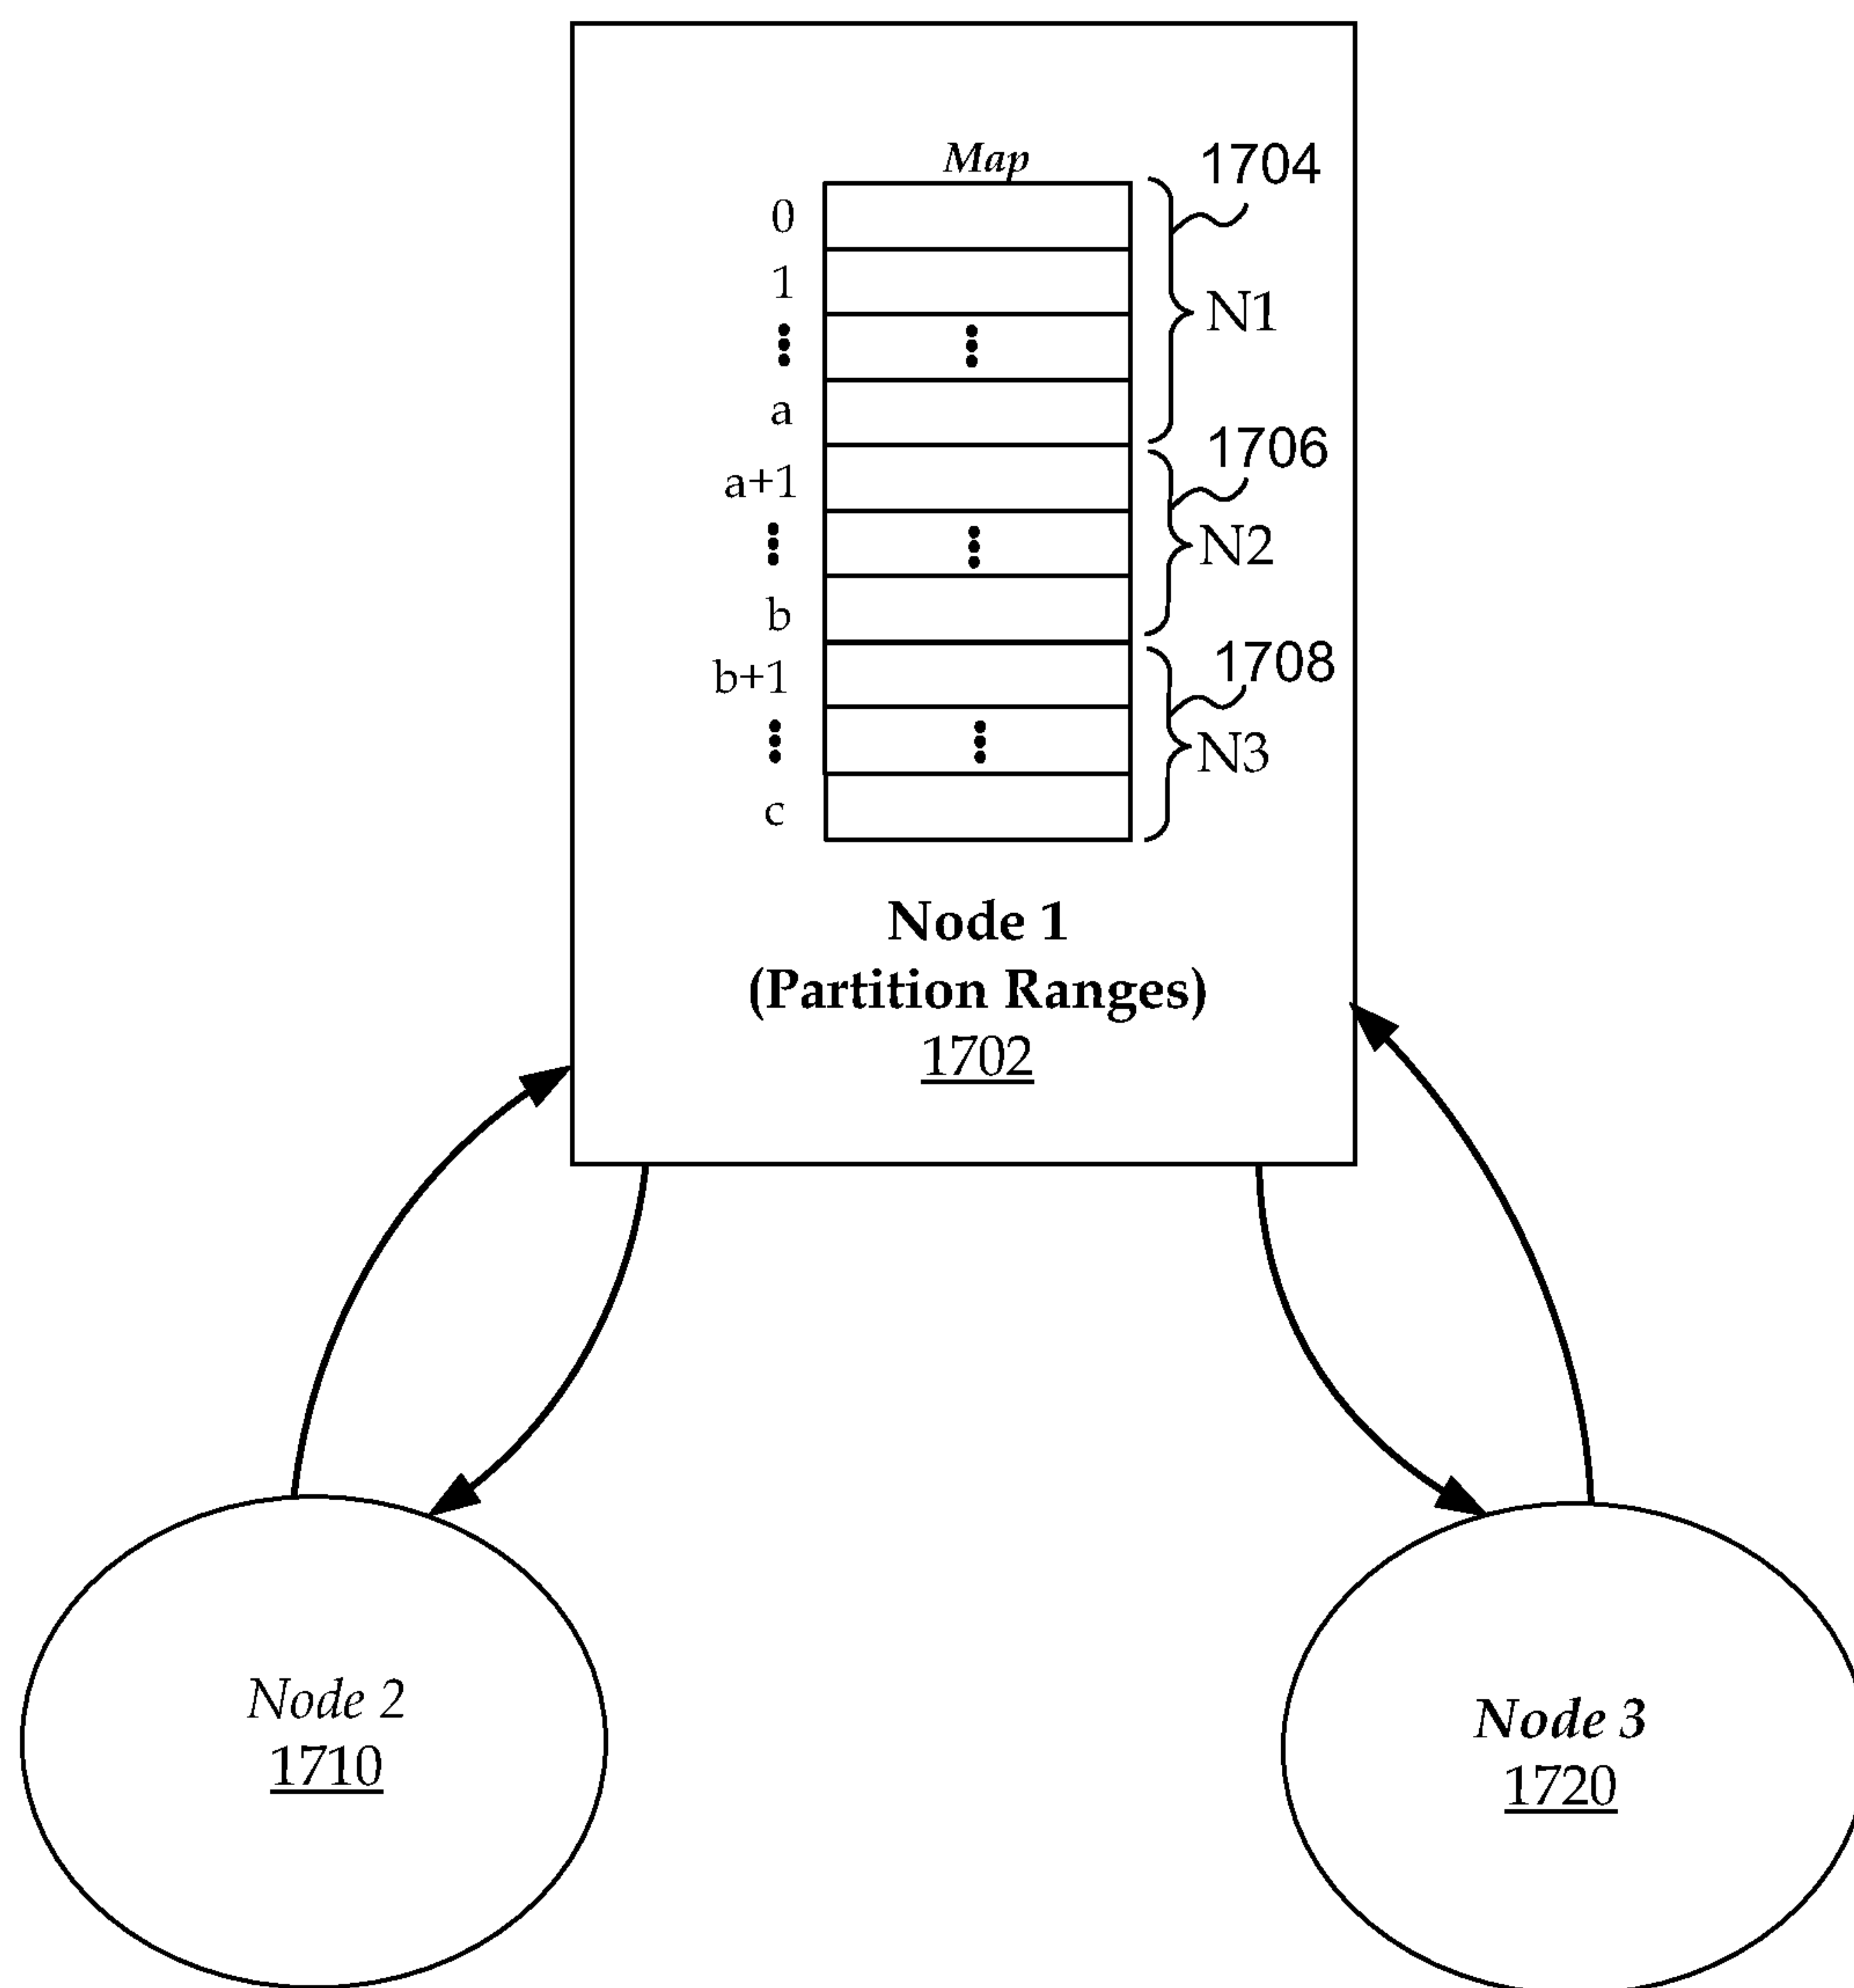 Map
1704
0
1
N1
a
1706
a+1
N2
b
1708
b+1
N3
c
Node 1
(Partition Ranges)
1702
Node 2
1710
Node 3
1720